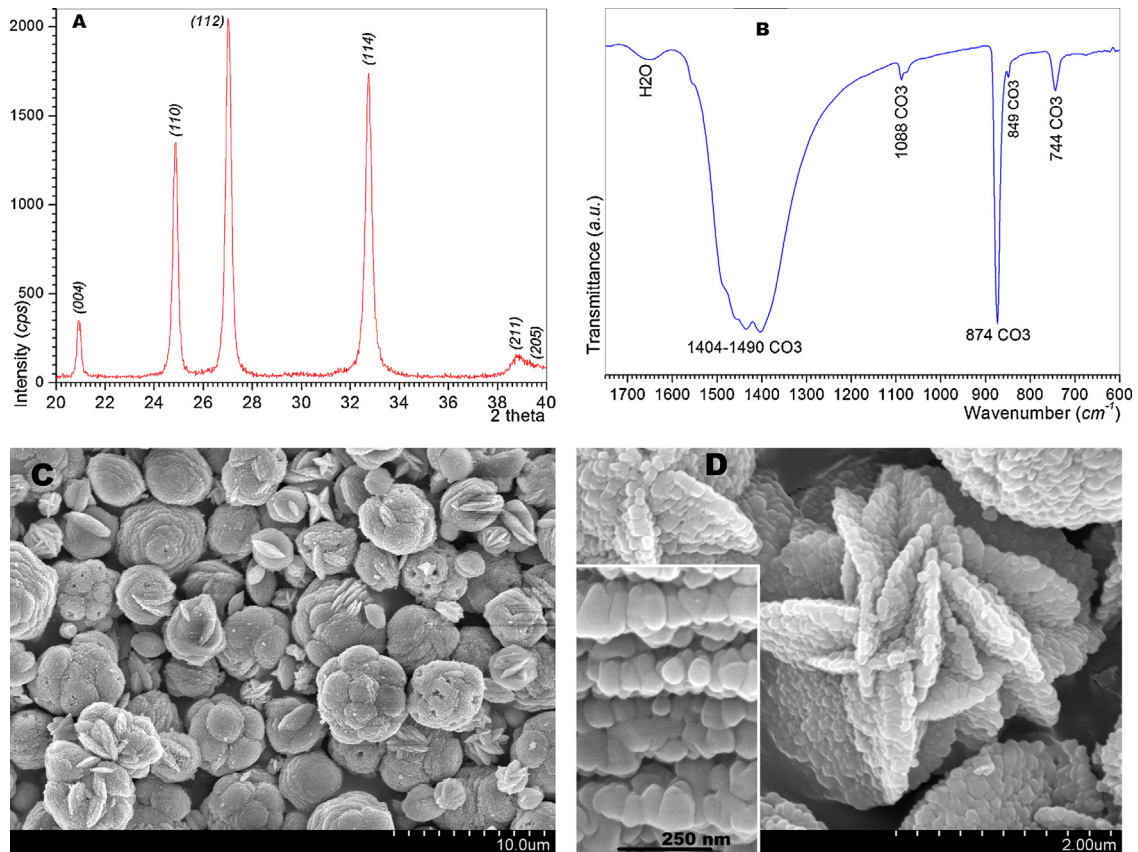 A
2000
1500
1000
500
0
Intensity (cps)
(004)
(110)
(112)
(114)
(211)
(205)
20 22 24 26 28 30 32 34 36 38 40
2 theta
B
Transmittance (a.u.)
H2O
1404-1490 CO3
1088 CO3
874 CO3
849 CO3
744 CO3
1700 1600 1500 1400 1300 1200 1100 1000 900 800 700 600
Wavenumber (cm⁻¹)
C
10.0um
D
250 nm
2.00um